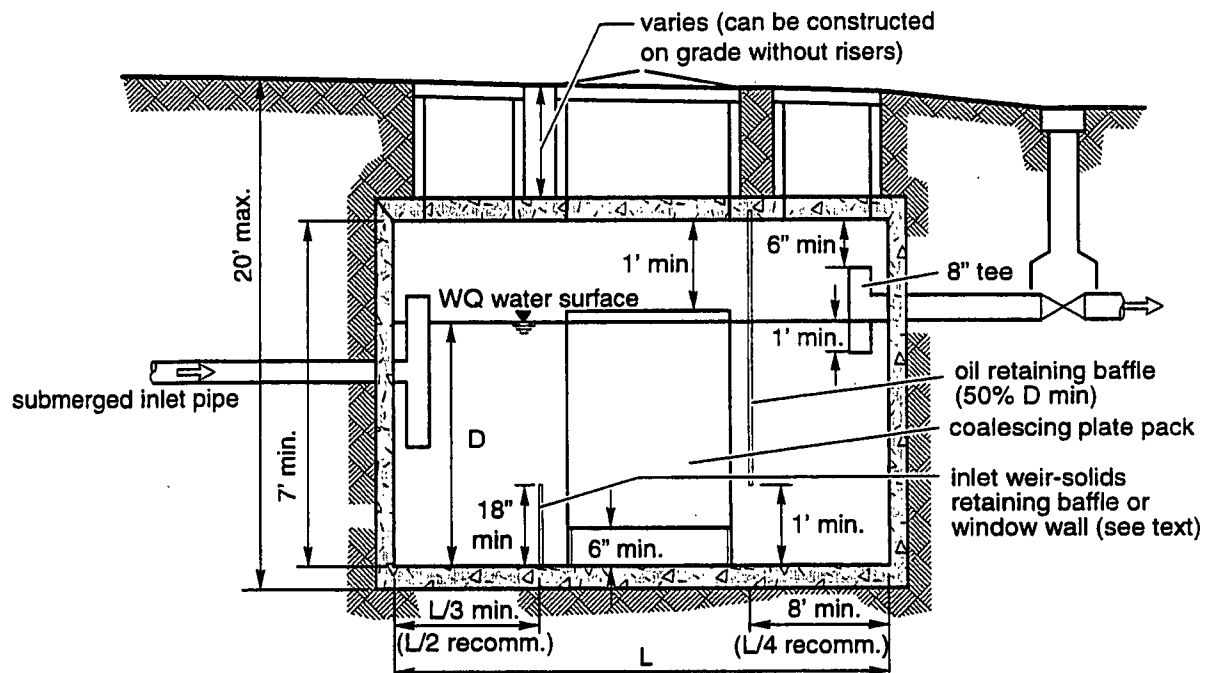 varies (can be constructed
on grade without risers)
20' max.
6" min
1' min
8" tee
WQ water surface
1' min.
submerged inlet pipe
oil retaining baffle
(50% D min)
D
coalescing plate pack
7' min.
inlet weir-solids
retaining baffle or
window wall (see text)
18"
min
1' min.
6" min.
L/3 min.
(L/2 recomm.)
8' min.
(L/4 recomm.)
L